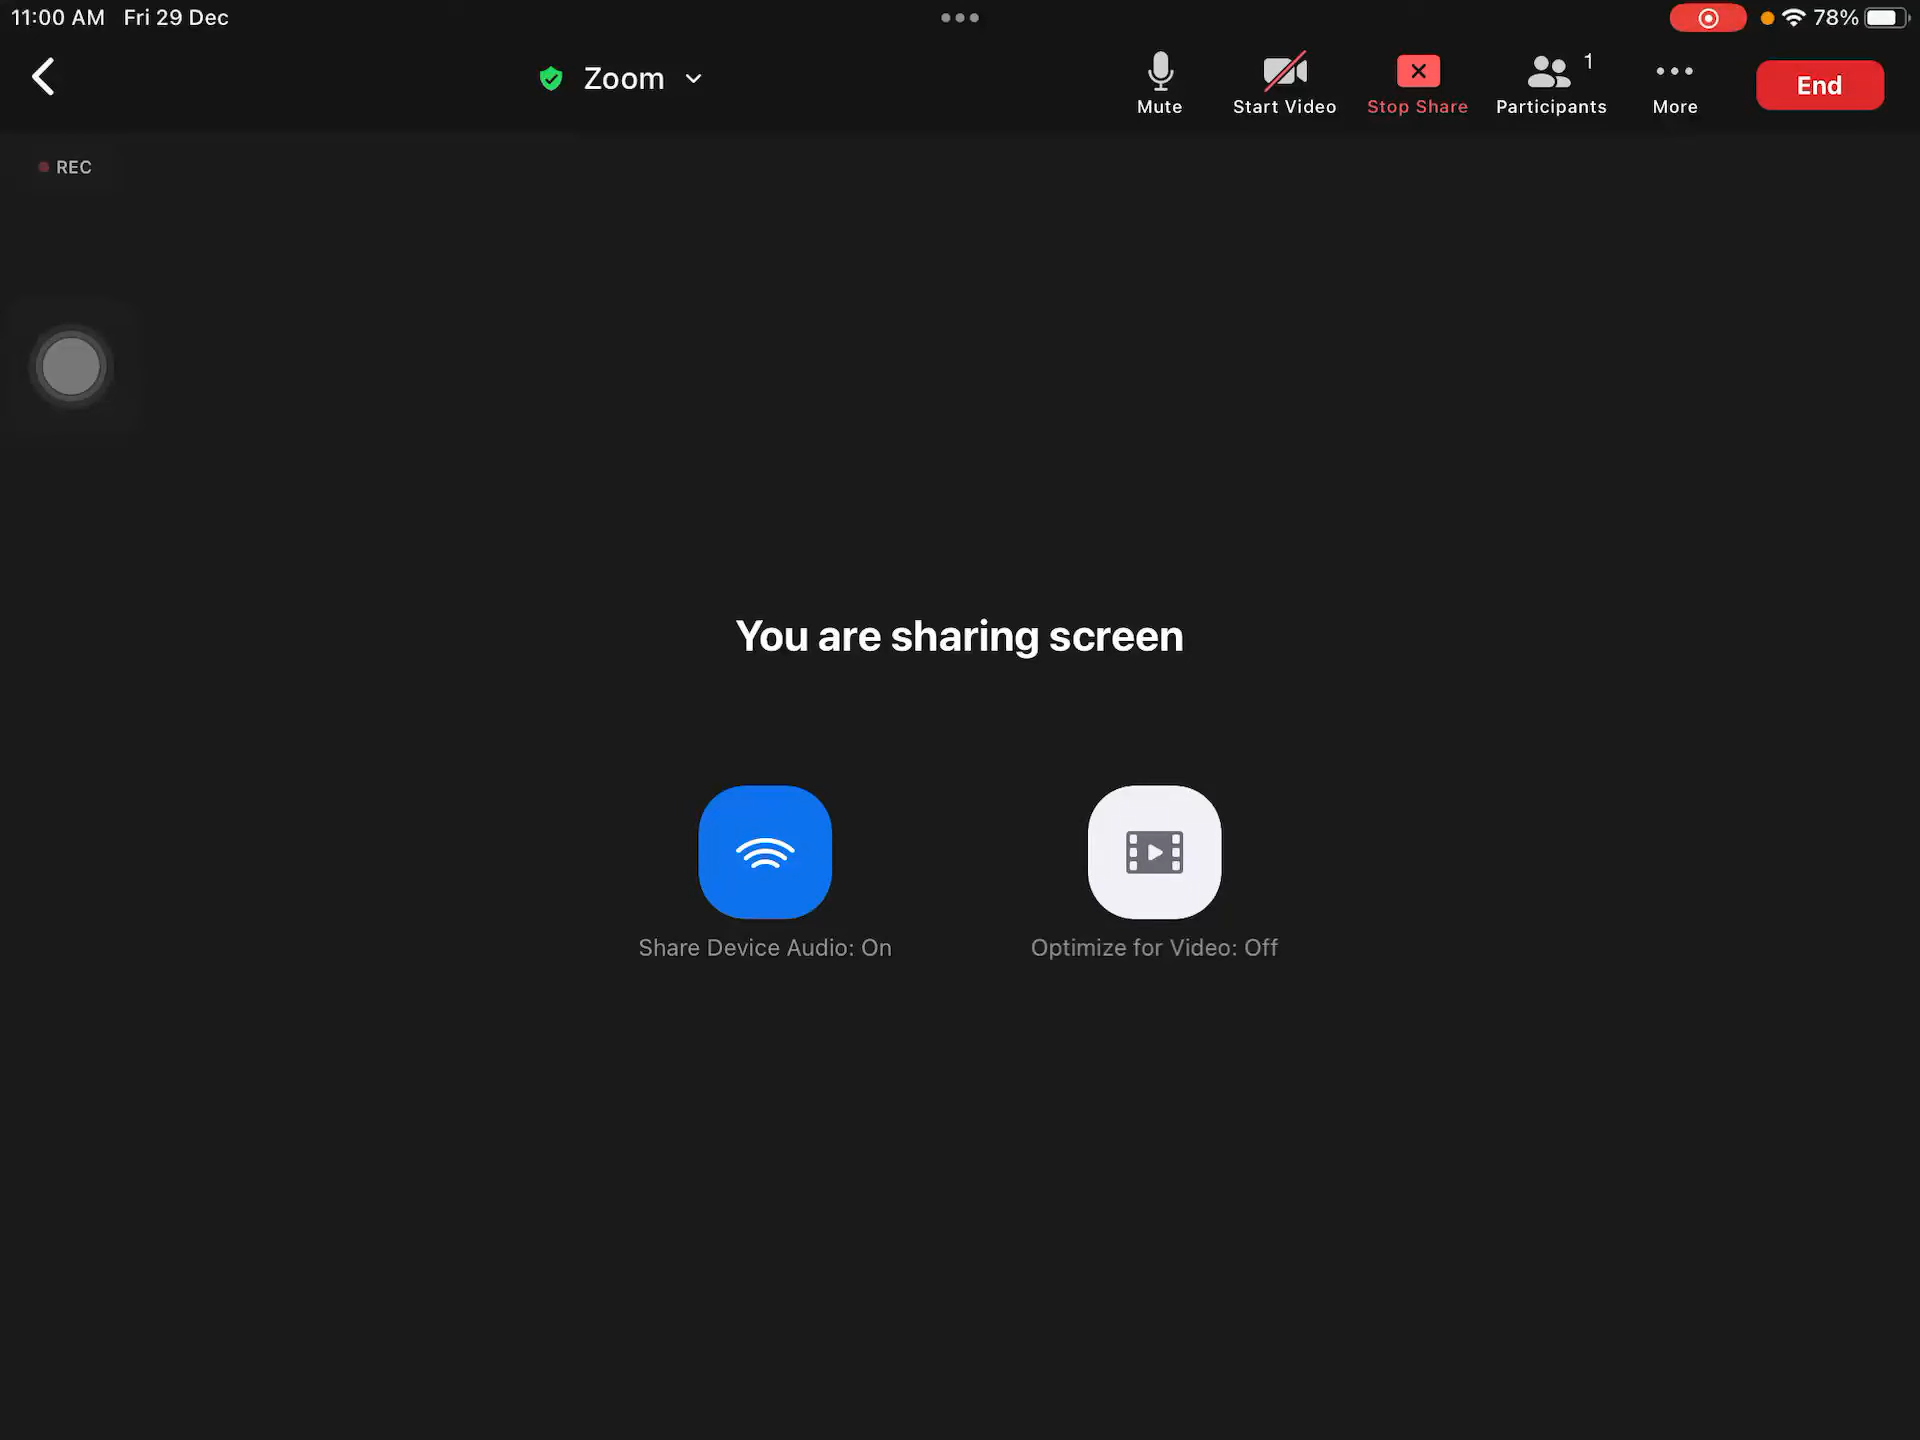 11:00 AM Fri 29 Dec
78%
Zoom
Mute
Start Video
Stop Share
1
Participants
More
End
REC
You are sharing screen
Share Device Audio: On
Optimize for Video: Off